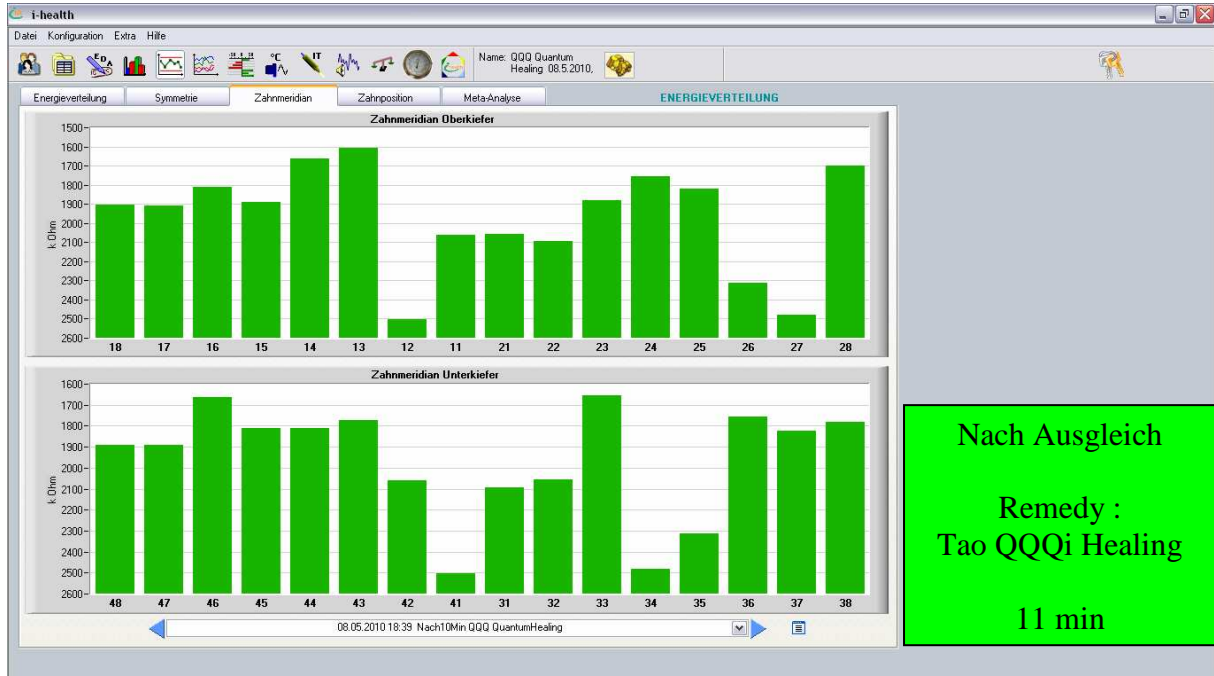 i-health
Datei Konfiguration Extra Hilfe
EDA °C IT Name: QQQ Quantum
Healing 08.5.2010,
Energieverteilung Symmetrie Zahnmeridian Zahnposition Meta-Analyse ENERGIEVERTEILUNG
Zahnmeridian Oberkiefer
1500
1600
1700
1800
1900
2000
2100
2200
2300
2400
2500
2600
k Ohm
18 17 16 15 14 13 12 11 21 22 23 24 25 26 27 28
Zahnmeridian Unterkiefer
1600
1700
1800
1900
2000
2100
2200
2300
2400
2500
2600
k Ohm
48 47 46 45 44 43 42 41 31 32 33 34 35 36 37 38
08.05.2010 18:39 Nach10Min QQQ QuantumHealing
Nach Ausgleich
Remedy :
Tao QQQi Healing
11 min